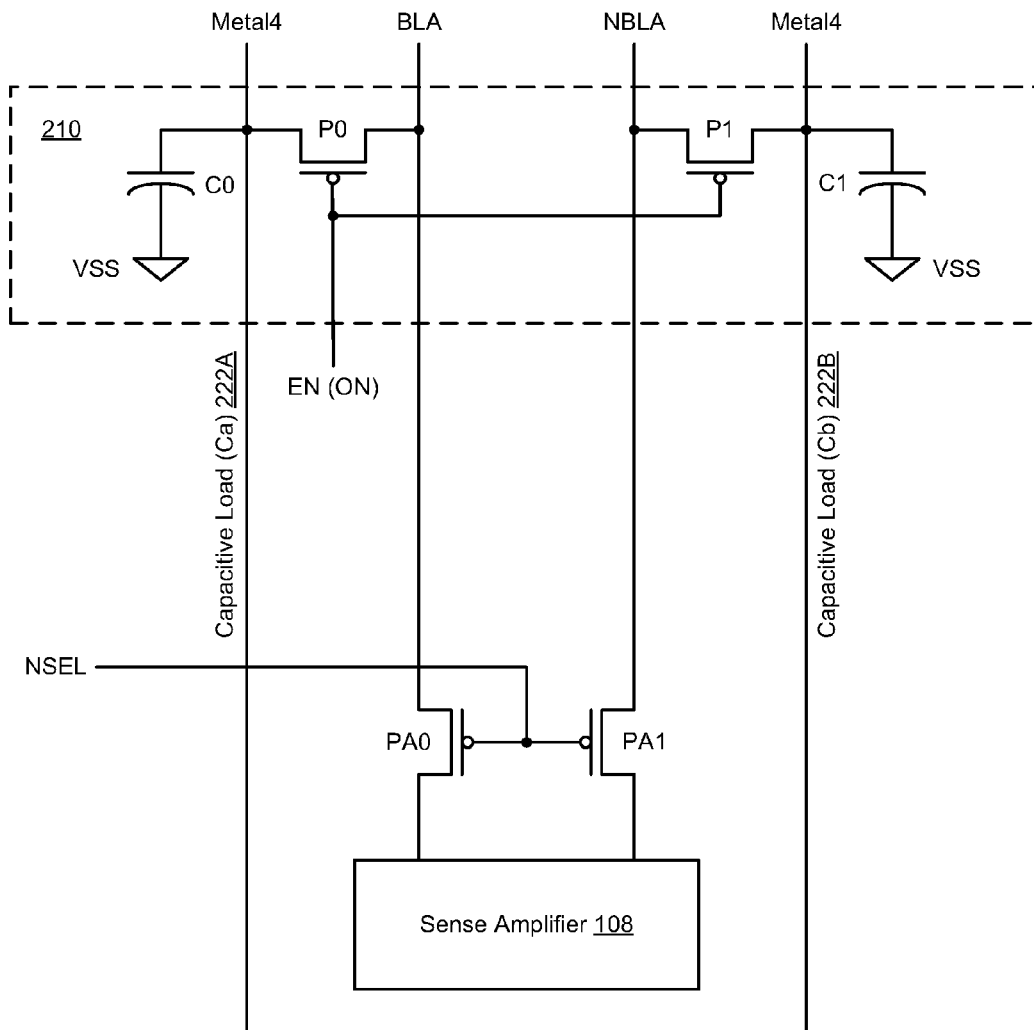 Metal4
BLA
NBLA
Metal4
210
P0
P1
C0
C1
VSS
VSS
EN (ON)
Capacitive Load (Ca) 222A
Capacitive Load (Cb) 222B
NSEL
PA0
PA1
Sense Amplifier 108